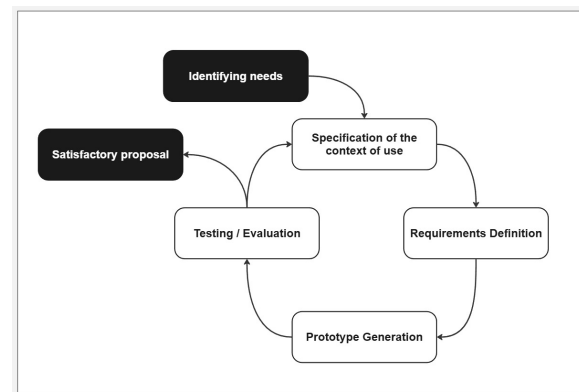 Identifying needs
Specification of the
context of use
Satisfactory proposal
Testing / Evaluation
Requirements Definition
Prototype Generation